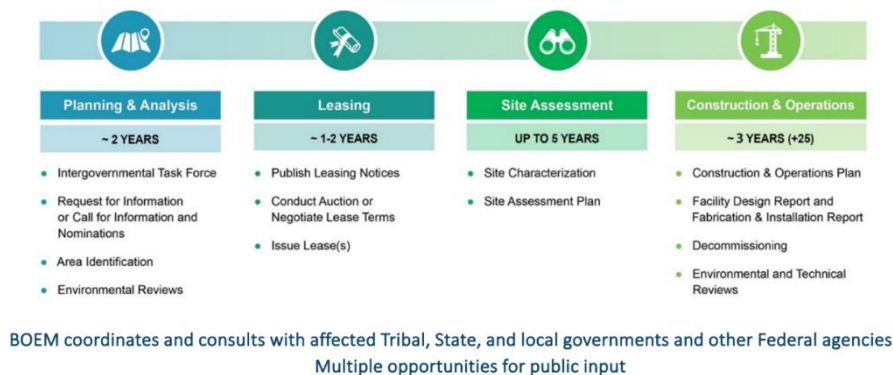 Planning & Analysis
~ 2 YEARS
• Intergovernmental Task Force
• Request for Information
or Call for Information and
Nominations
• Area Identification
• Environmental Reviews
Leasing
~ 1-2 YEARS
• Publish Leasing Notices
• Conduct Auction or
Negotiate Lease Terms
• Issue Lease(s)
Site Assessment
UP TO 5 YEARS
• Site Characterization
• Site Assessment Plan
Construction & Operations
~ 3 YEARS (+25)
• Construction & Operations Plan
• Facility Design Report and
Fabrication & Installation Report
• Decommissioning
• Environmental and Technical
Reviews
BOEM coordinates and consults with affected Tribal, State, and local governments and other Federal agencies
Multiple opportunities for public input